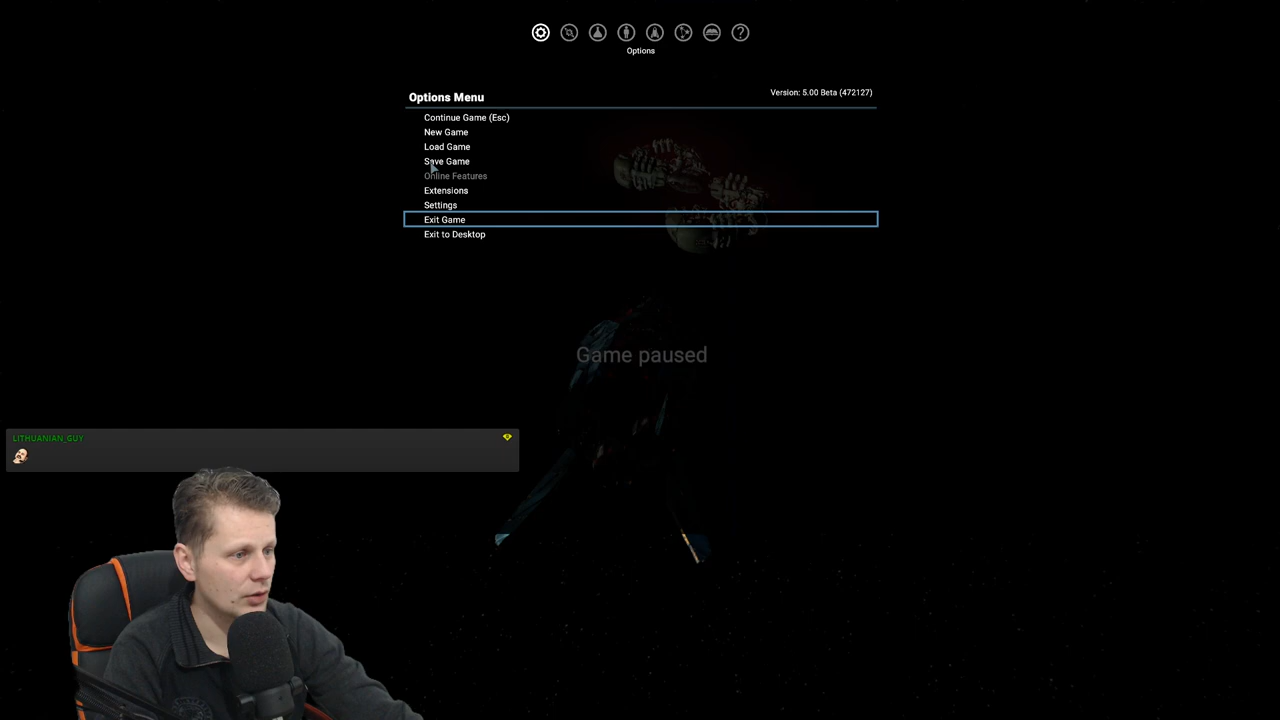 Options
Options Menu
Version: 5.00 Beta (472127)
Continue Game (Esc)
New Game
Load Game
Save Game
Online Features
Extensions
Settings
Exit Game
Exit to Desktop
Game paused
LITHUANIAN_GUY